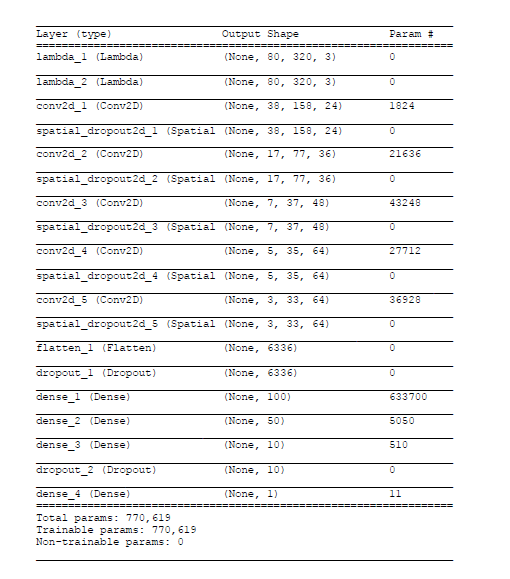 Layer (type) Output Shape Param #
lambda_1 (Lambda) (None, 80, 320, 3) 0
lambda_2 (Lambda) (None, 80, 320, 3) 0
conv2d_1 (Conv2D) (None, 38, 158, 24) 1824
spatial_dropout2d_1 (Spatial (None, 38, 158, 24) 0
conv2d_2 (Conv2D) (None, 17, 77, 36) 21636
spatial_dropout2d_2 (Spatial (None, 17, 77, 36) 0
conv2d_3 (Conv2D) (None, 7, 37, 48) 43248
spatial_dropout2d_3 (Spatial (None, 7, 37, 48) 0
conv2d_4 (Conv2D) (None, 5, 35, 64) 27712
spatial_dropout2d_4 (Spatial (None, 5, 35, 64) 0
conv2d_5 (Conv2D) (None, 3, 33, 64) 36928
spatial_dropout2d_5 (Spatial (None, 3, 33, 64) 0
flatten_1 (Flatten) (None, 6336) 0
dropout_1 (Dropout) (None, 6336) 0
dense_1 (Dense) (None, 100) 633700
dense_2 (Dense) (None, 50) 5050
dense_3 (Dense) (None, 10) 510
dropout_2 (Dropout) (None, 10) 0
dense_4 (Dense) (None, 1) 11
Total params: 770,619
Trainable params: 770,619
Non-trainable params: 0